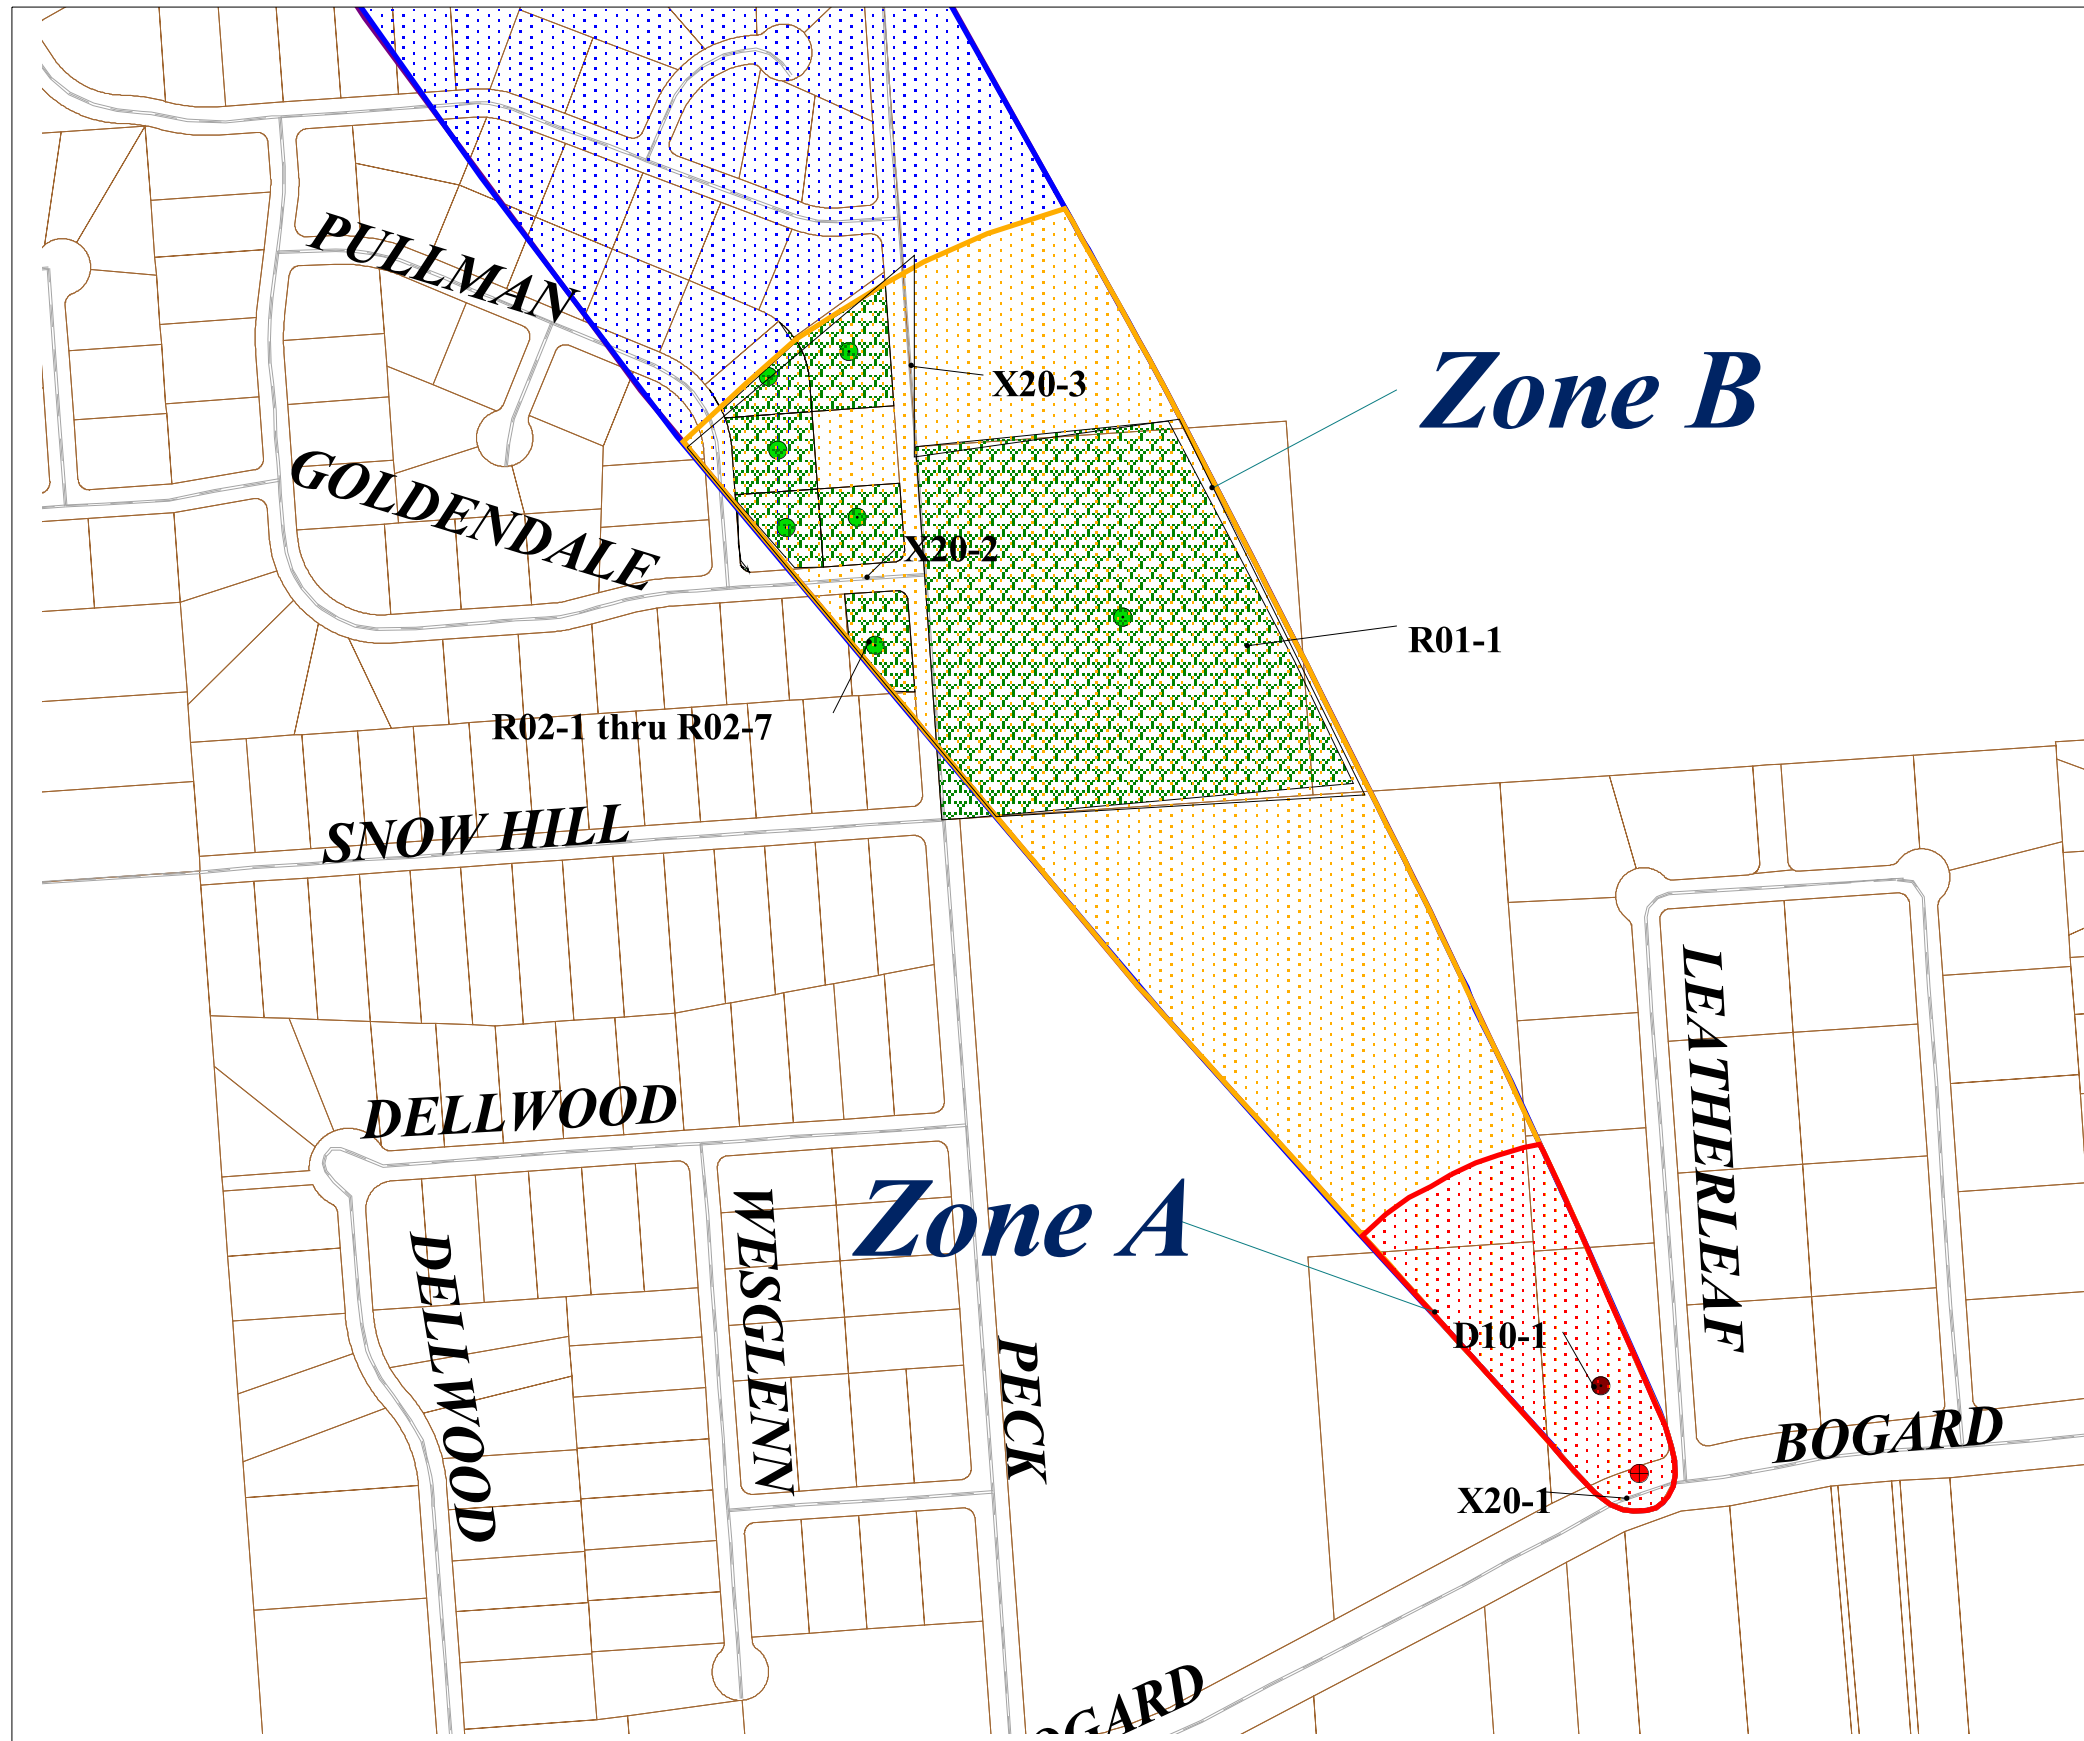 PULLMAN
Zone B
X20-3
GOLDENDALE
X20-2
R01-1
R02-1 thru R02-7
SNOW HILL
LEATHERLEAF
DELLWOOD
Zone A
WESGLENN
DELLWOOD
D10-1
PECK
BOGARD
X20-1
OGARD